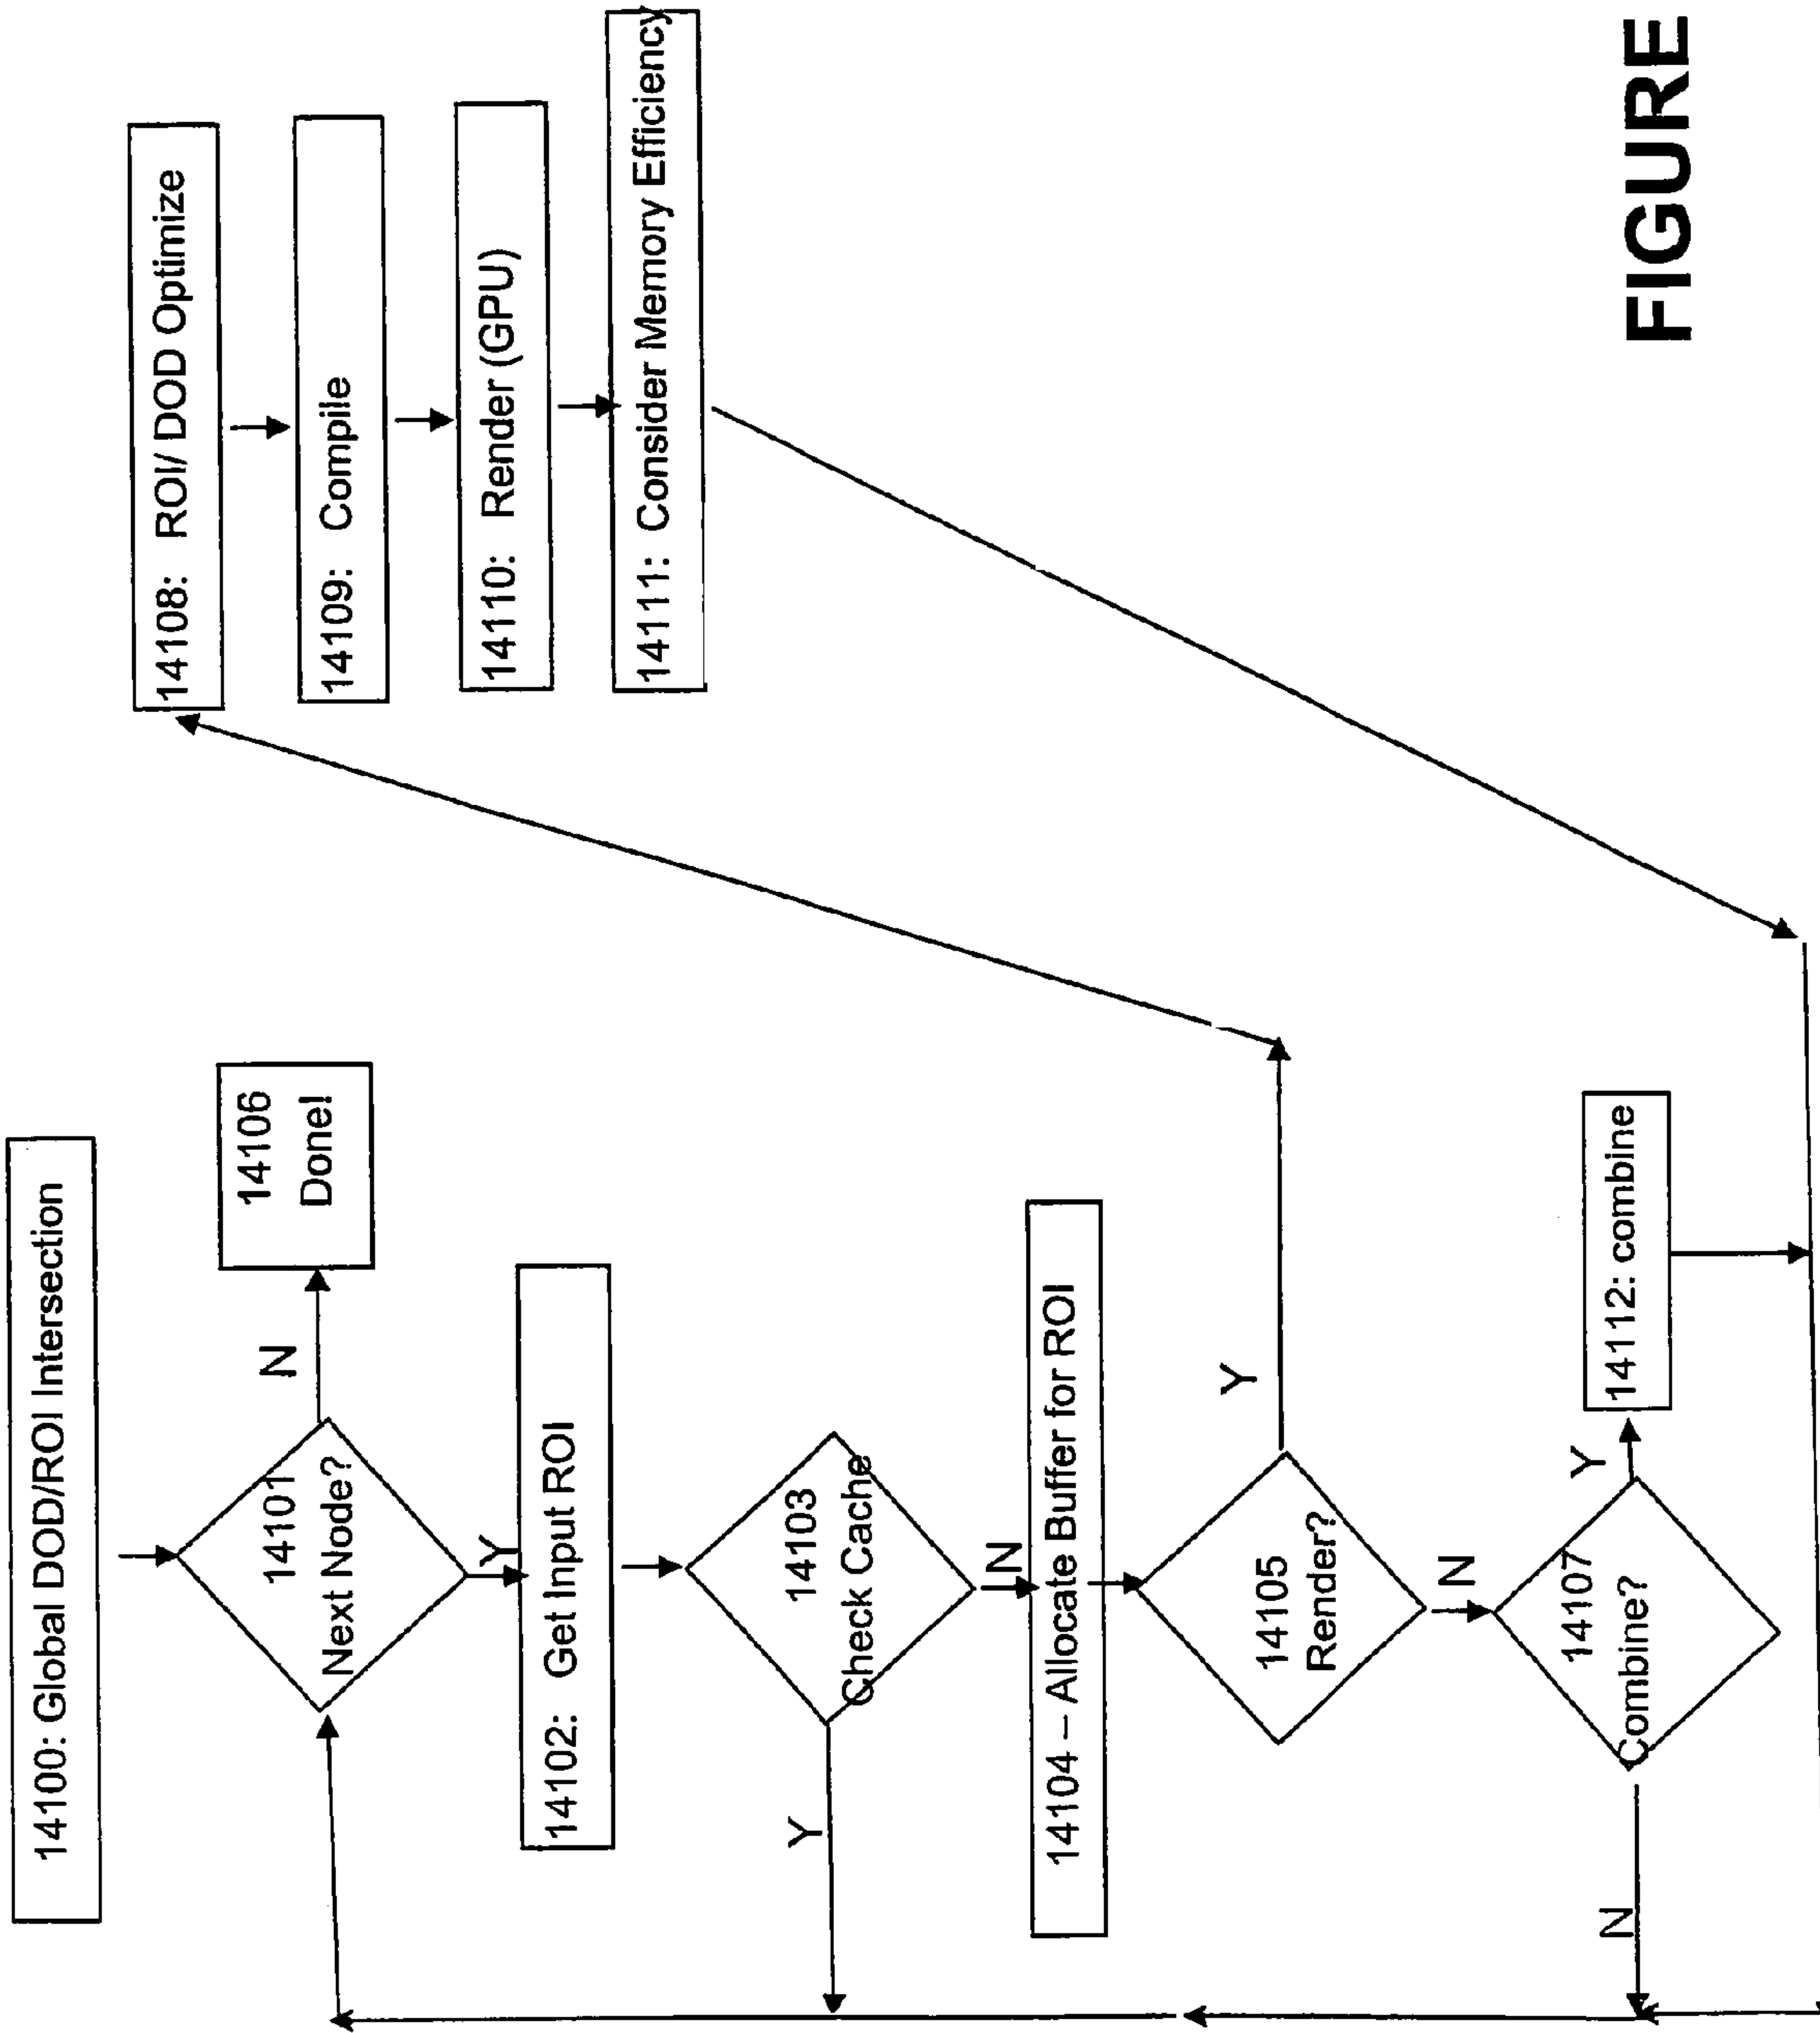 14100: Global DOD/ROI Intersection
14101
Next Node?
N
14106
Done!
Y
14102: Get Input ROI
14103
Check Cache
Y
N
14104 – Allocate Buffer for ROI
14105
Render?
Y
N
14107
Combine?
Y
14112: combine
N
14108: ROI/ DOD Optimize
14109: Compile
14110: Render (GPU)
14111: Consider Memory Efficiency
FIGURE